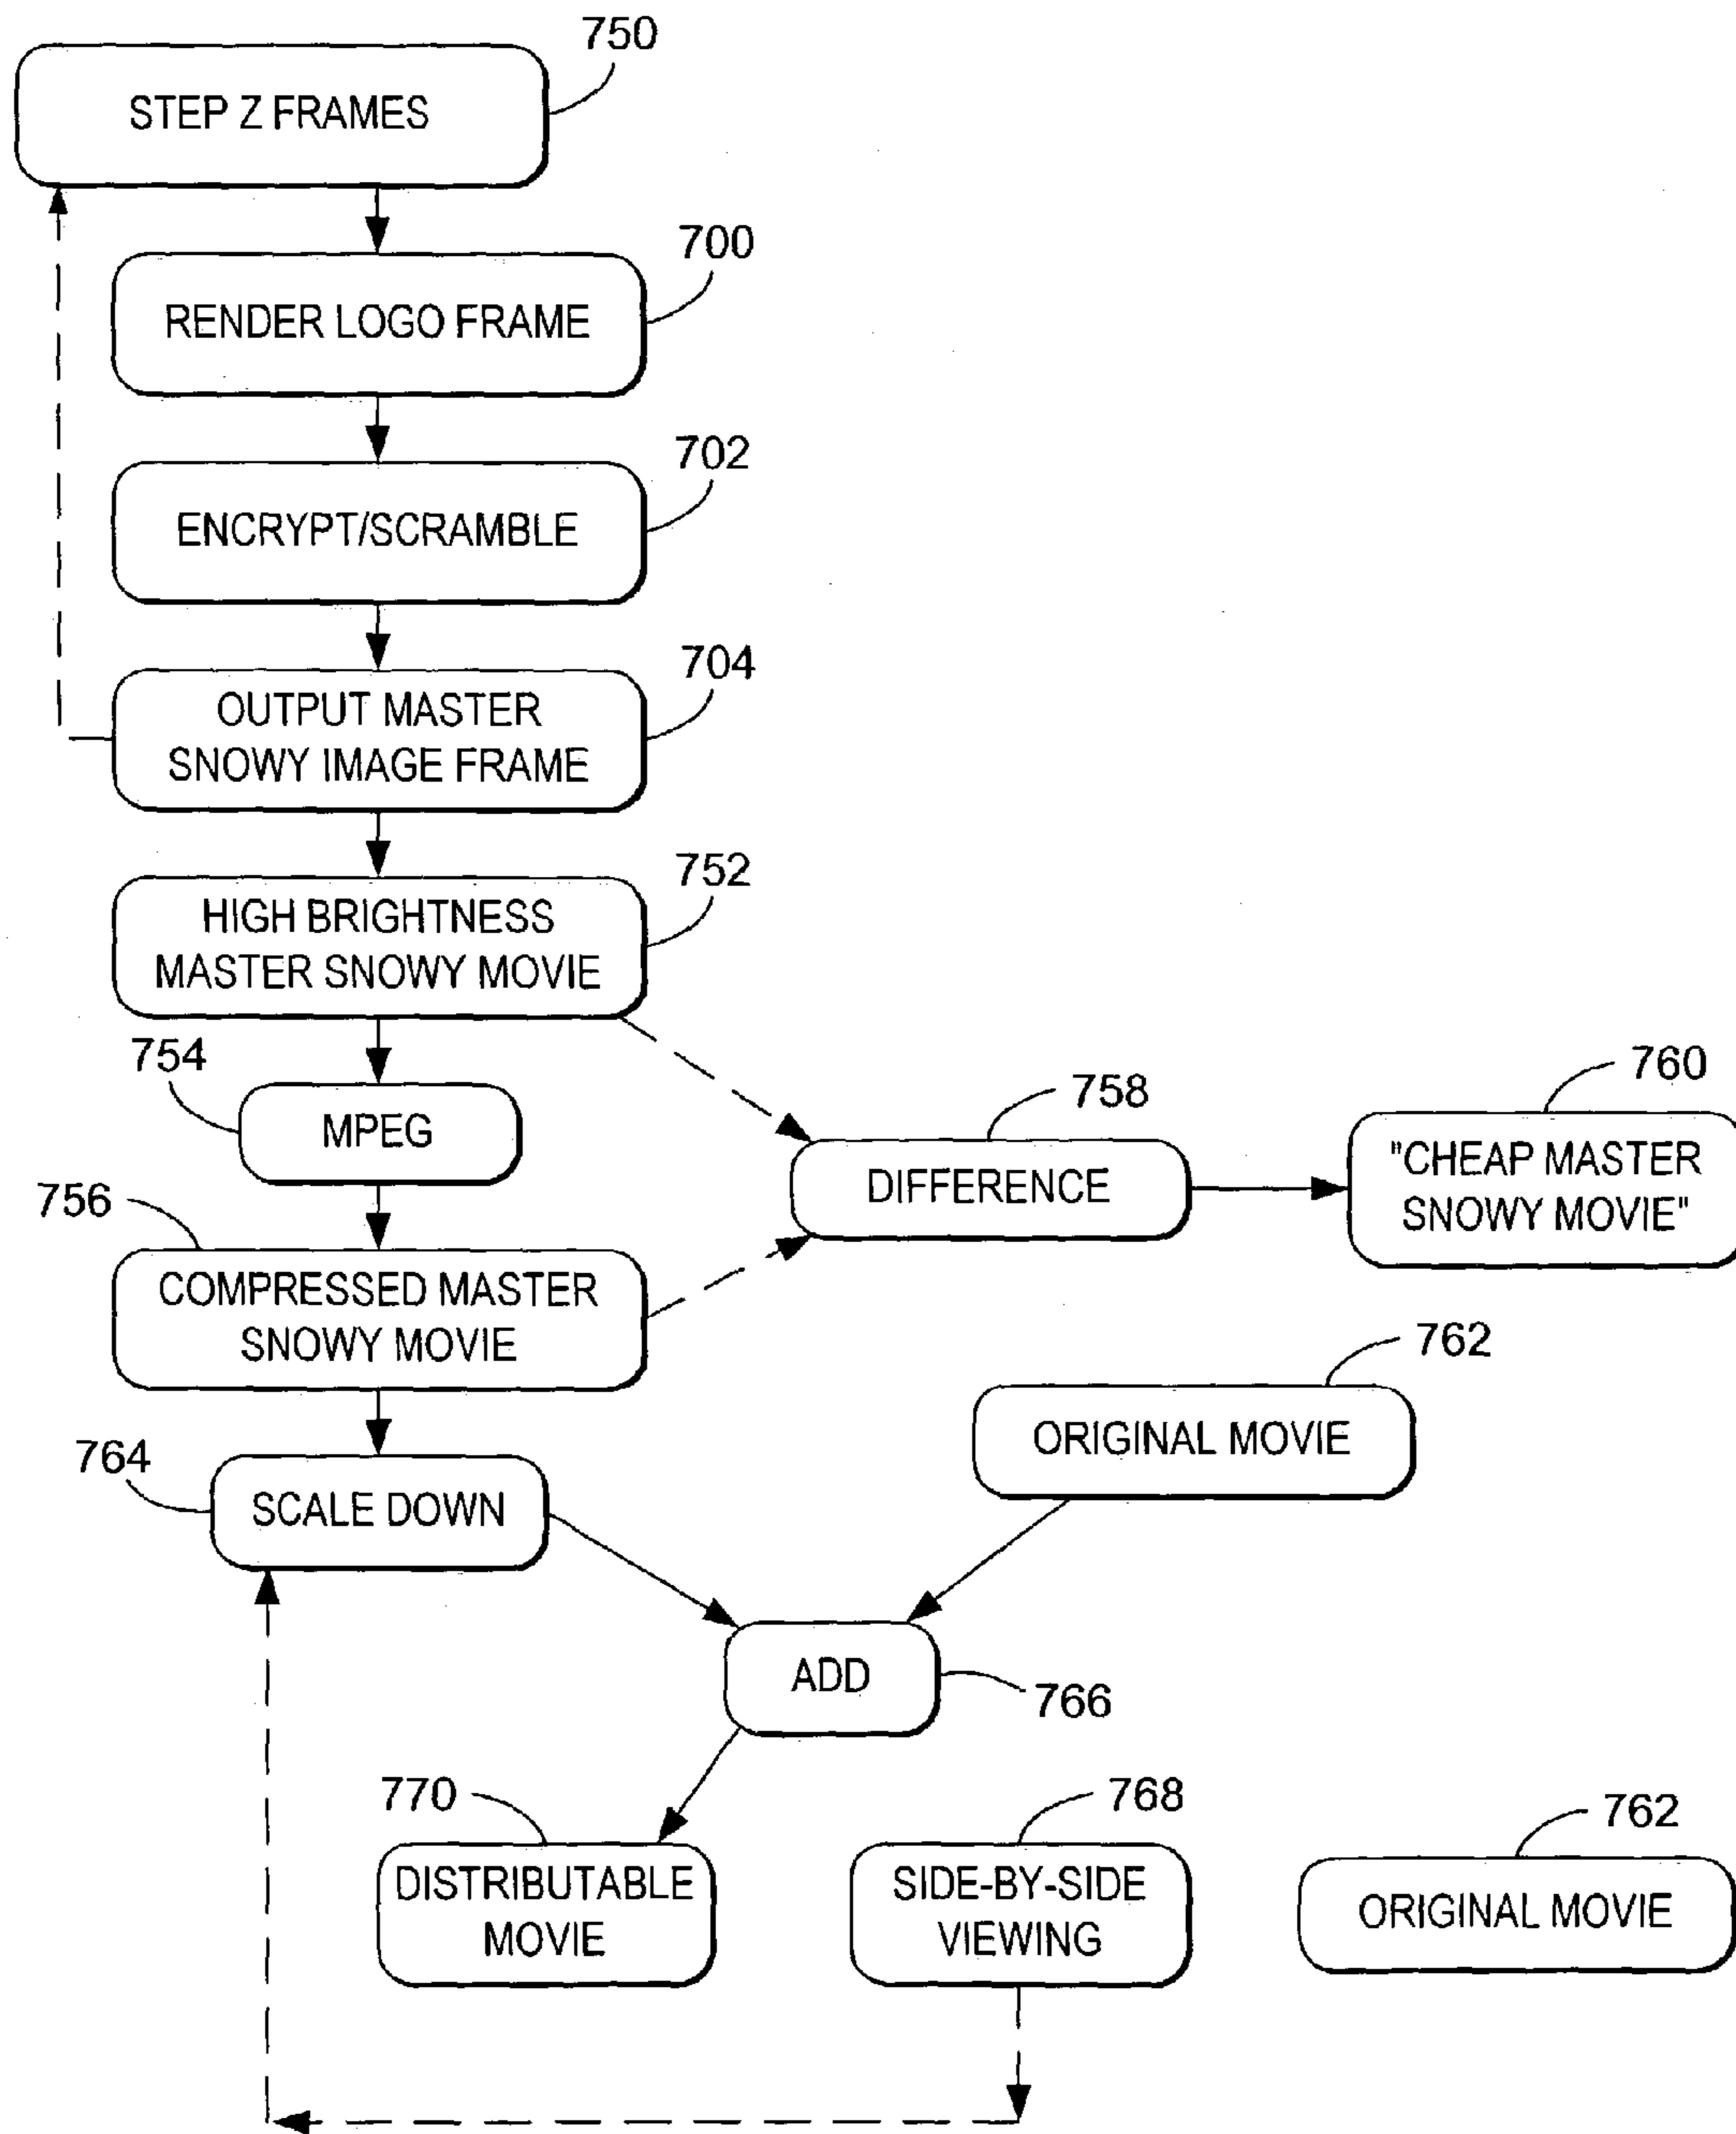 750
STEP Z FRAMES
700
RENDER LOGO FRAME
702
ENCRYPT/SCRAMBLE
704
OUTPUT MASTER
SNOWY IMAGE FRAME
752
HIGH BRIGHTNESS
MASTER SNOWY MOVIE
754
MPEG
758
DIFFERENCE
760
"CHEAP MASTER
SNOWY MOVIE"
756
COMPRESSED MASTER
SNOWY MOVIE
762
ORIGINAL MOVIE
764
SCALE DOWN
ADD
766
770
DISTRIBUTABLE
MOVIE
768
SIDE-BY-SIDE
VIEWING
762
ORIGINAL MOVIE